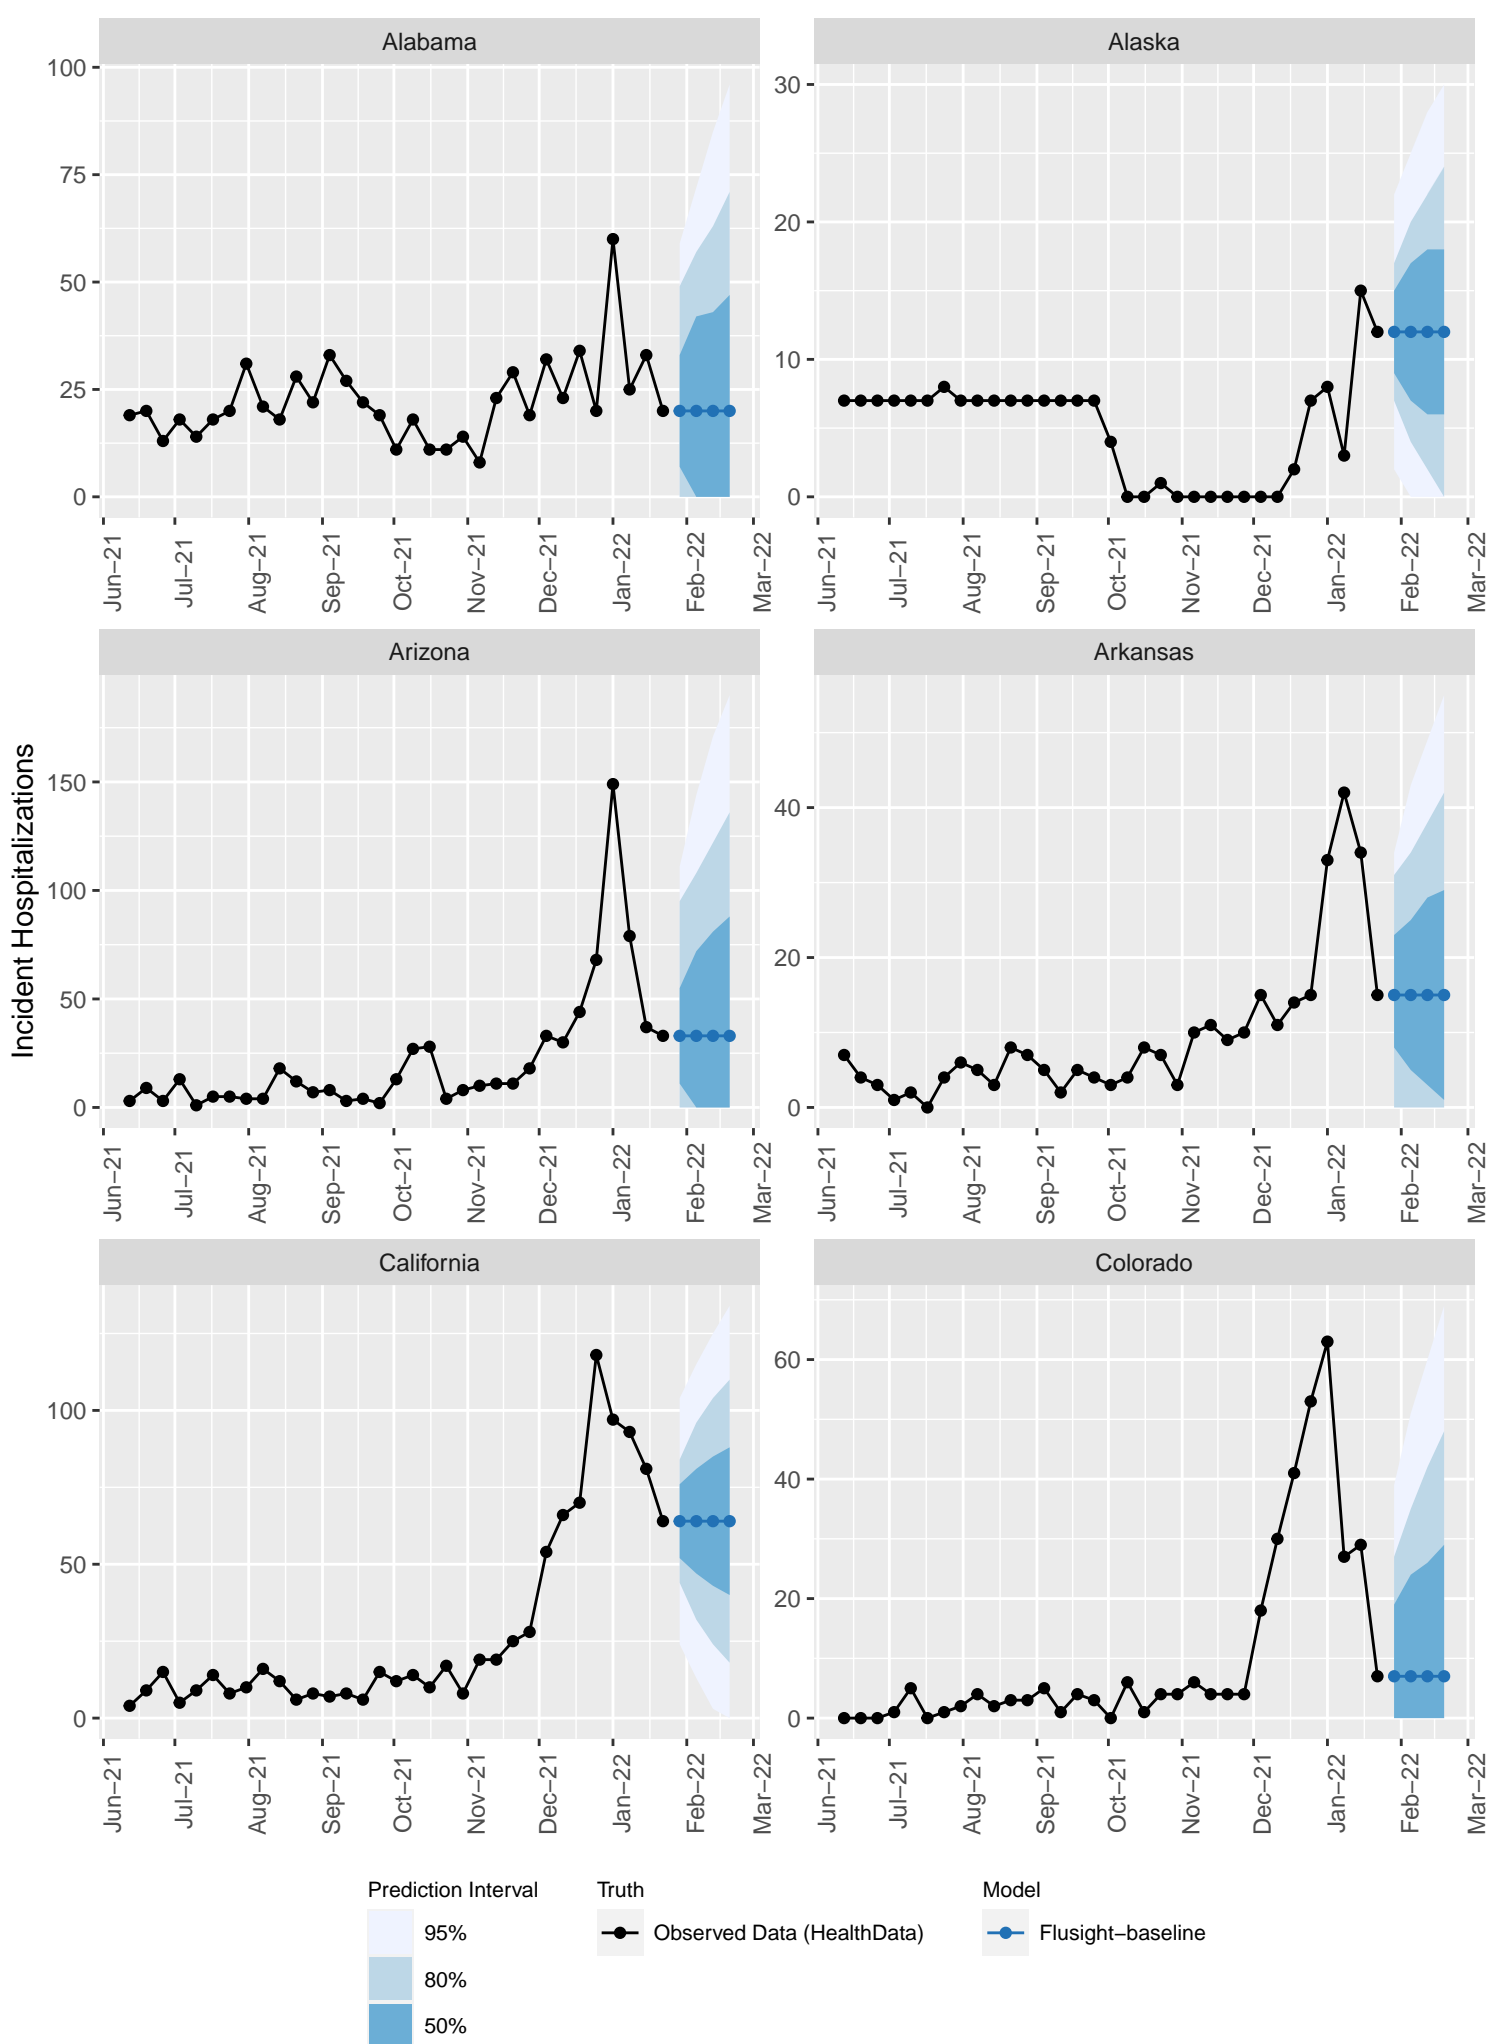 Alabama
Alaska
100
75
50
25
0
30
20
10
0
Jun−21
Jul−21
Aug−21
Sep−21
Oct−21
Nov−21
Dec−21
Jan−22
Feb−22
Mar−22
Jun−21
Jul−21
Aug−21
Sep−21
Oct−21
Nov−21
Dec−21
Jan−22
Feb−22
Mar−22
Incident Hospitalizations
Arizona
Arkansas
150
100
50
0
40
20
0
Jun−21
Jul−21
Aug−21
Sep−21
Oct−21
Nov−21
Dec−21
Jan−22
Feb−22
Mar−22
Jun−21
Jul−21
Aug−21
Sep−21
Oct−21
Nov−21
Dec−21
Jan−22
Feb−22
Mar−22
California
Colorado
100
50
0
60
40
20
0
Jun−21
Jul−21
Aug−21
Sep−21
Oct−21
Nov−21
Dec−21
Jan−22
Feb−22
Mar−22
Jun−21
Jul−21
Aug−21
Sep−21
Oct−21
Nov−21
Dec−21
Jan−22
Feb−22
Mar−22
Prediction Interval
95%
80%
50%
Truth
Observed Data (HealthData)
Model
Flusight−baseline